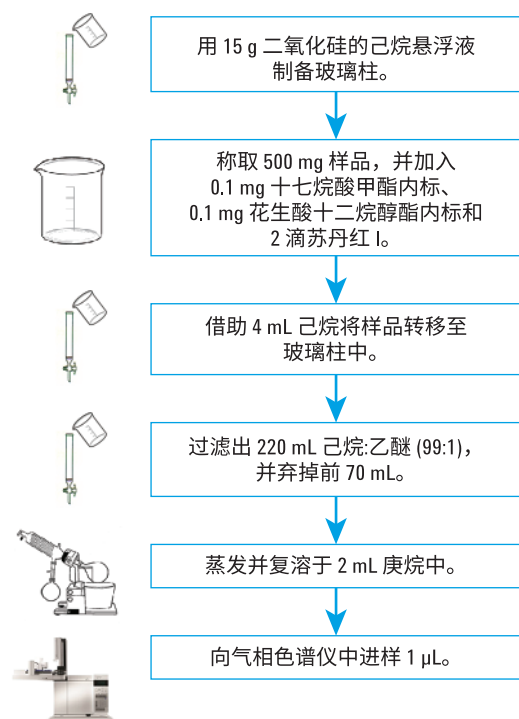 用 15 g 二氧化硅的己烷悬浮液
制备玻璃柱。
称取 500 mg 样品，并加入
0.1 mg 十七烷酸甲酯内标、
0.1 mg 花生酸十二烷醇酯内标和
2 滴苏丹红 I。
借助 4 mL 己烷将样品转移至
玻璃柱中。
过滤出 220 mL 己烷:乙醚 (99:1)，
并弃掉前 70 mL。
蒸发并复溶于 2 mL 庚烷中。
向气相色谱仪中进样 1 µL。